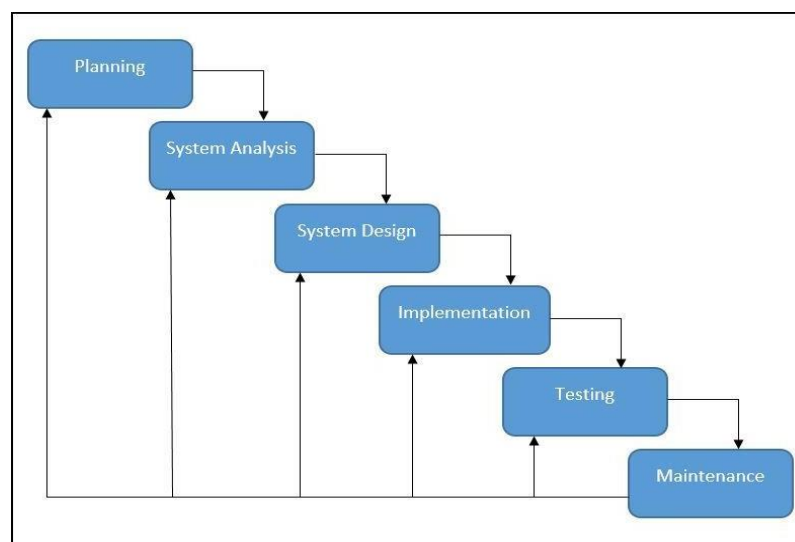 Planning
System Analysis
System Design
Implementation
Testing
Maintenance